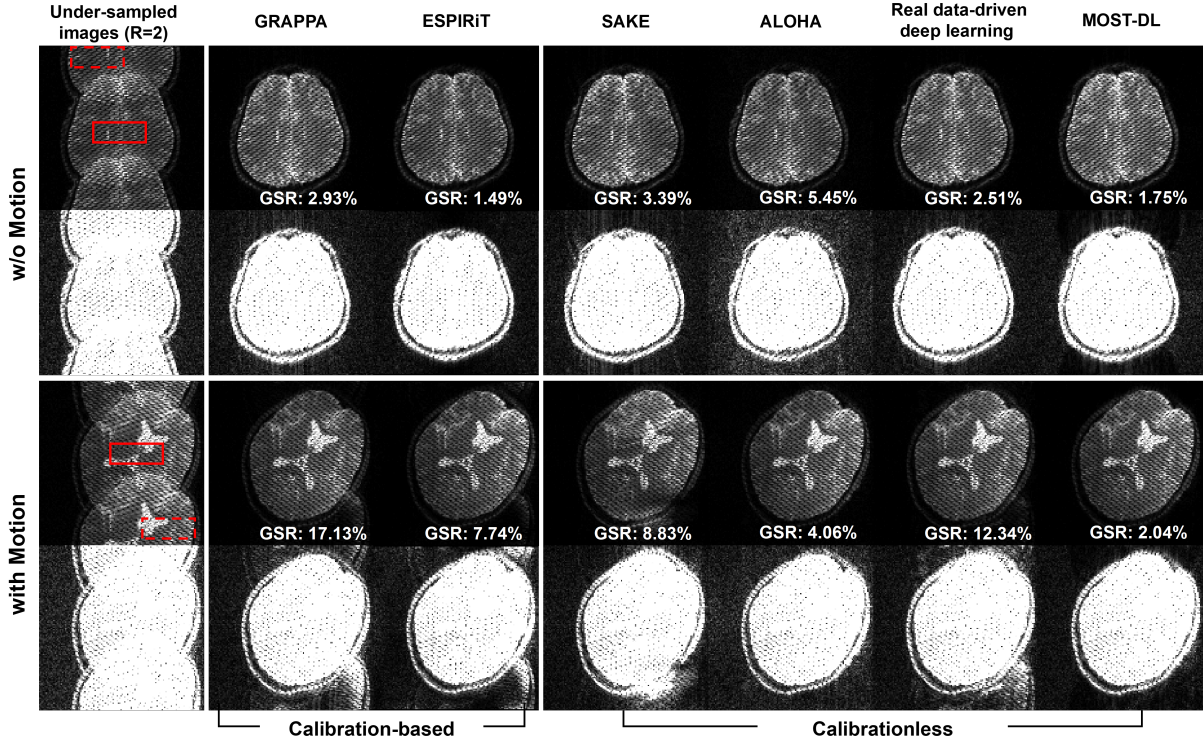 Under-sampled
images (R=2)
GRAPPA
ESPIRiT
SAKE
ALOHA
Real data-driven
deep learning
MOST-DL
w/o Motion
GSR: 2.93%
GSR: 1.49%
GSR: 3.39%
GSR: 5.45%
GSR: 2.51%
GSR: 1.75%
with Motion
GSR: 17.13%
GSR: 7.74%
GSR: 8.83%
GSR: 4.06%
GSR: 12.34%
GSR: 2.04%
Calibration-based
Calibrationless